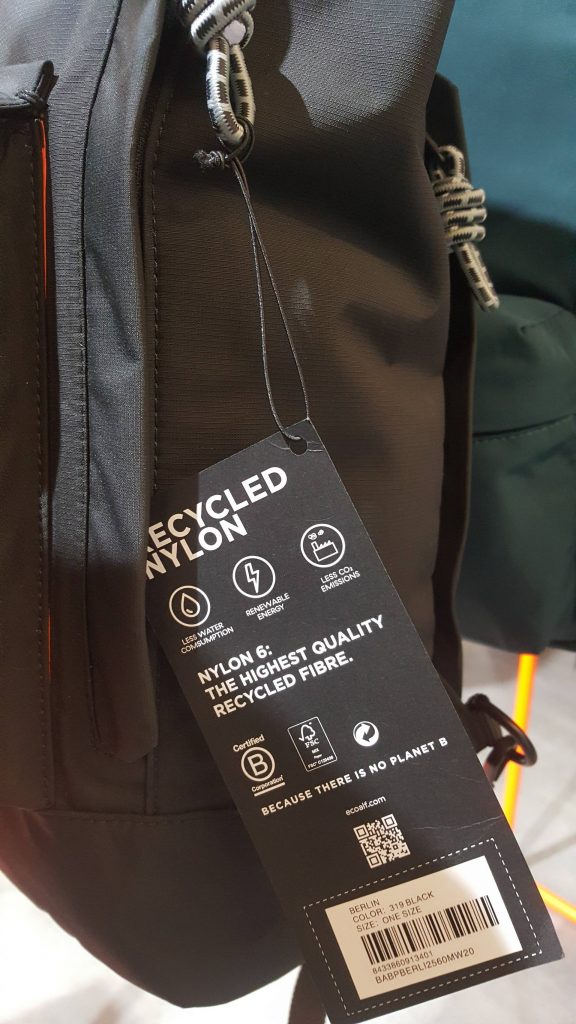 RECYCLED
NYLON
LESS WATER
CONSUMPTION
RENEWABLE
ENERGY
LESS CO₂
EMISSIONS
NYLON 6:
THE HIGHEST QUALITY
RECYCLED FIBRE.
Certified
B
Corporation
FSC
MIX
BECAUSE THERE IS NO PLANET B
ecoalf.com
BERLIN
COLOR: 319 BLACK
SIZE: ONE SIZE
8433860913401
BABPBERLI2560MW20